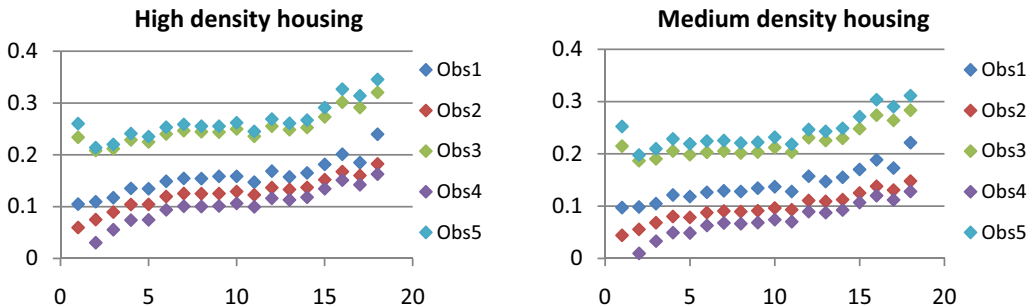 High density housing
0.4
0.3
0.2
0.1
0
0 5 10 15 20
Obs1
Obs2
Obs3
Obs4
Obs5
Medium density housing
0.4
0.3
0.2
0.1
0
0 5 10 15 20
Obs1
Obs2
Obs3
Obs4
Obs5